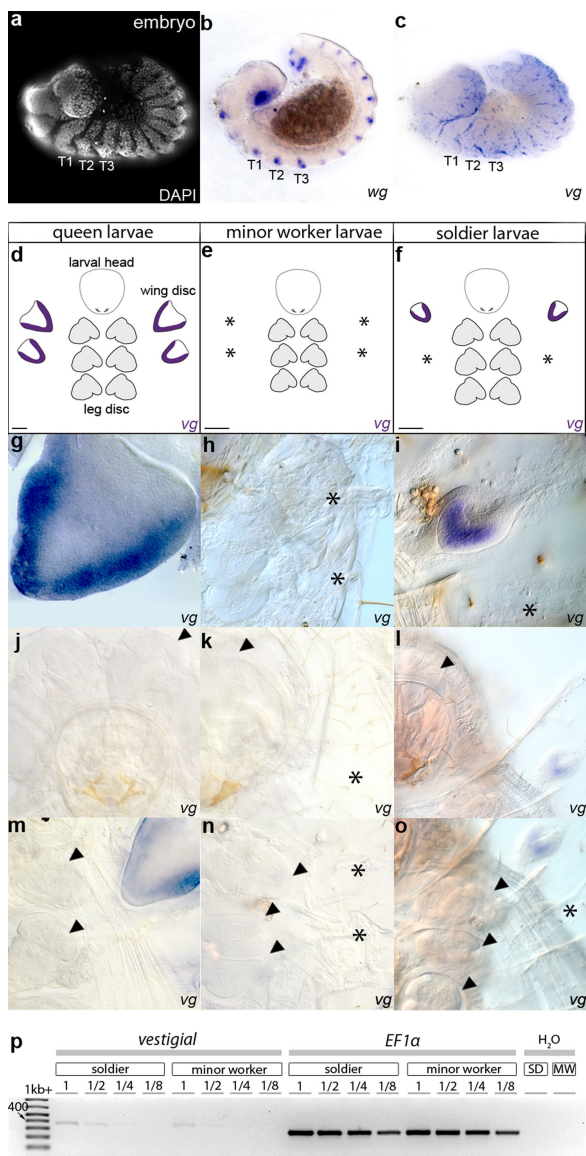 a embryo
T1 T2 T3
DAPI
b
T1 T2 T3
wg
c
T1 T2 T3
vg
queen larvae
minor worker larvae
soldier larvae
d
larval head
wing disc
leg disc
vg
e
*
*
*
*
vg
f
*
*
vg
g
vg
h
*
*
vg
i
*
vg
j
vg
k
*
vg
l
vg
m
vg
n
*
*
vg
o
*
vg
p
vestigial EF1α H₂O
soldier minor worker soldier minor worker SD MW
1kb+ 1 1/2 1/4 1/8 1 1/2 1/4 1/8 1 1/2 1/4 1/8 1 1/2 1/4 1/8
400